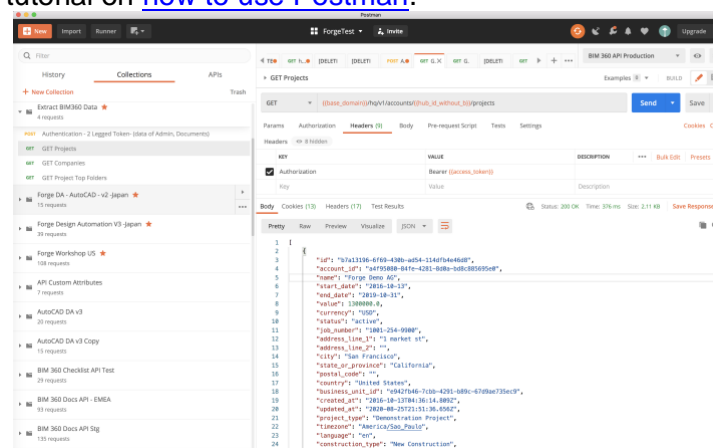 tutorial on how to use Postman.
Postman
New Import Runner ForgeTest Invite Upgrade
Filter
History Collections APIs
+ New Collection Trash
Extract BIM360 Data
4 requests
POST Authentication - 2 Legged Token- (data of Admin, Documents)
GET GET Projects
GET GET Companies
GET GET Project Top Folders
Forge DA - AutoCAD - v2 -Japan
15 requests
Forge Design Automation V3 -Japan
39 requests
Forge Workshop US
108 requests
API Custom Attributes
7 requests
AutoCAD DA v3
20 requests
AutoCAD DA v3 Copy
15 requests
BIM 360 Checklist API Test
29 requests
BIM 360 Docs API - EMEA
93 requests
BIM 360 Docs API Stg
135 requests
BIM 360 API Production
GET Projects Examples BUILD
GET {{base_domain}}/hq/v1/accounts/{{hub_id_without_b}}/projects Send Save
Params Authorization Headers (9) Body Pre-request Script Tests Settings Cookies
Headers 8 hidden
KEY VALUE DESCRIPTION Bulk Edit Presets
Authorization Bearer {{access_token}}
Key Value Description
Body Cookies (13) Headers (17) Test Results Status: 200 OK Time: 376 ms Size: 2.11 KB Save Response
Pretty Raw Preview Visualize JSON
1 [
2 {
3 "id": "b7a13196-6f69-430b-ad54-114dfb4e46d8",
4 "account_id": "a4f95080-84fe-4281-8d0a-bd8c885695e0",
5 "name": "Forge Demo AG",
6 "start_date": "2016-10-13",
7 "end_date": "2019-10-31",
8 "value": 1300000.0,
9 "currency": "USD",
10 "status": "active",
11 "job_number": "1001-254-9900",
12 "address_line_1": "1 market st",
13 "address_line_2": "",
14 "city": "San Francisco",
15 "state_or_province": "California",
16 "postal_code": "",
17 "country": "United States",
18 "business_unit_id": "e942fb46-7cbb-4291-b89c-67d9ae735ec9",
19 "created_at": "2016-10-13T04:36:14.809Z",
20 "updated_at": "2020-08-25T21:51:36.656Z",
21 "project_type": "Demonstration Project",
22 "timezone": "America/Sao_Paulo",
23 "language": "en",
24 "construction_type": "New Construction",